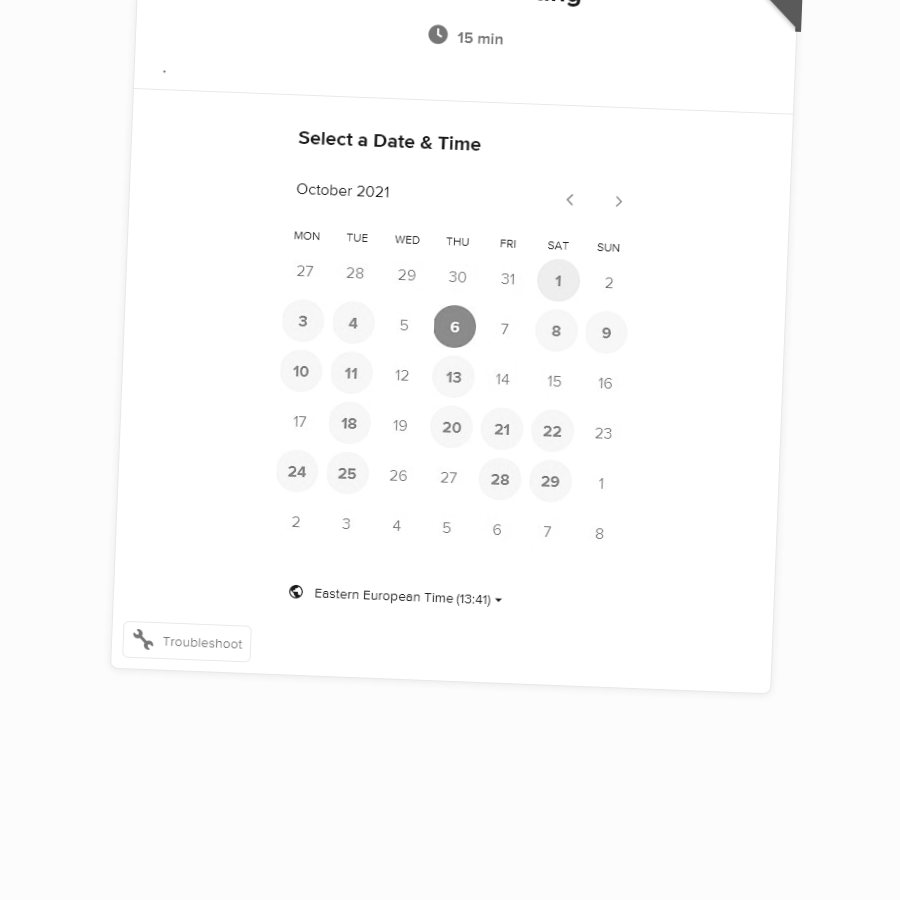 15 min
.
Select a Date & Time
October 2021
MON TUE WED THU FRI SAT SUN
27 28 29 30 31 1 2
3 4 5 6 7 8 9
10 11 12 13 14 15 16
17 18 19 20 21 22 23
24 25 26 27 28 29 1
2 3 4 5 6 7 8
Eastern European Time (13:41)
Troubleshoot